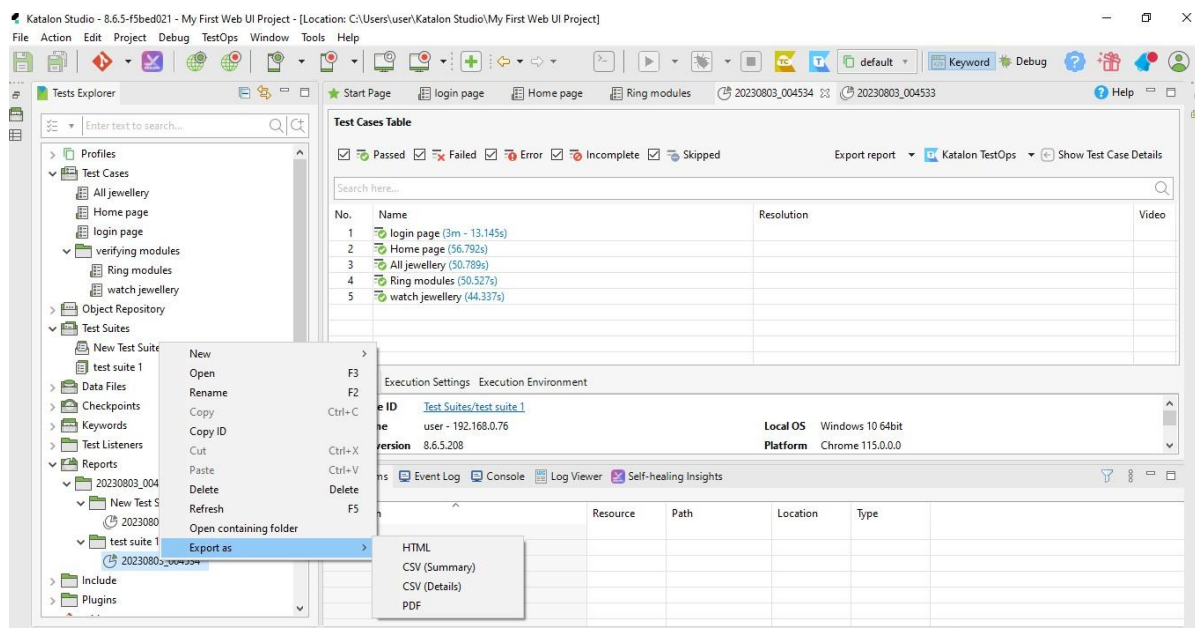 Katalon Studio - 8.6.5-f5bed021 - My First Web UI Project - [Location: C:\Users\user\Katalon Studio\My First Web UI Project]
File Action Edit Project Debug TestOps Window Tools Help
default Keyword Debug
Tests Explorer
Enter text to search...
Profiles
Test Cases
All jewellery
Home page
login page
verifying modules
Ring modules
watch jewellery
Object Repository
Test Suites
New Test Suite
test suite 1
Data Files
Checkpoints
Keywords
Test Listeners
Reports
20230803_004
New Test S
2023080
test suite 1
20230803_004534
Include
Plugins
New
Open F3
Rename F2
Copy Ctrl+C
Copy ID
Cut Ctrl+X
Paste Ctrl+V
Delete Delete
Refresh F5
Open containing folder
Export as
HTML
CSV (Summary)
CSV (Details)
PDF
Start Page login page Home page Ring modules 20230803_004534 20230803_004533 Help
Test Cases Table
Passed Failed Error Incomplete Skipped Export report Katalon TestOps Show Test Case Details
Search here...
No. Name Resolution Video
1 login page (3m - 13.145s)
2 Home page (56.792s)
3 All jewellery (50.789s)
4 Ring modules (50.527s)
5 watch jewellery (44.337s)
Execution Settings Execution Environment
e ID Test Suites/test suite 1
me user - 192.168.0.76 Local OS Windows 10 64bit
version 8.6.5.208 Platform Chrome 115.0.0.0
ms Event Log Console Log Viewer Self-healing Insights
n Resource Path Location Type